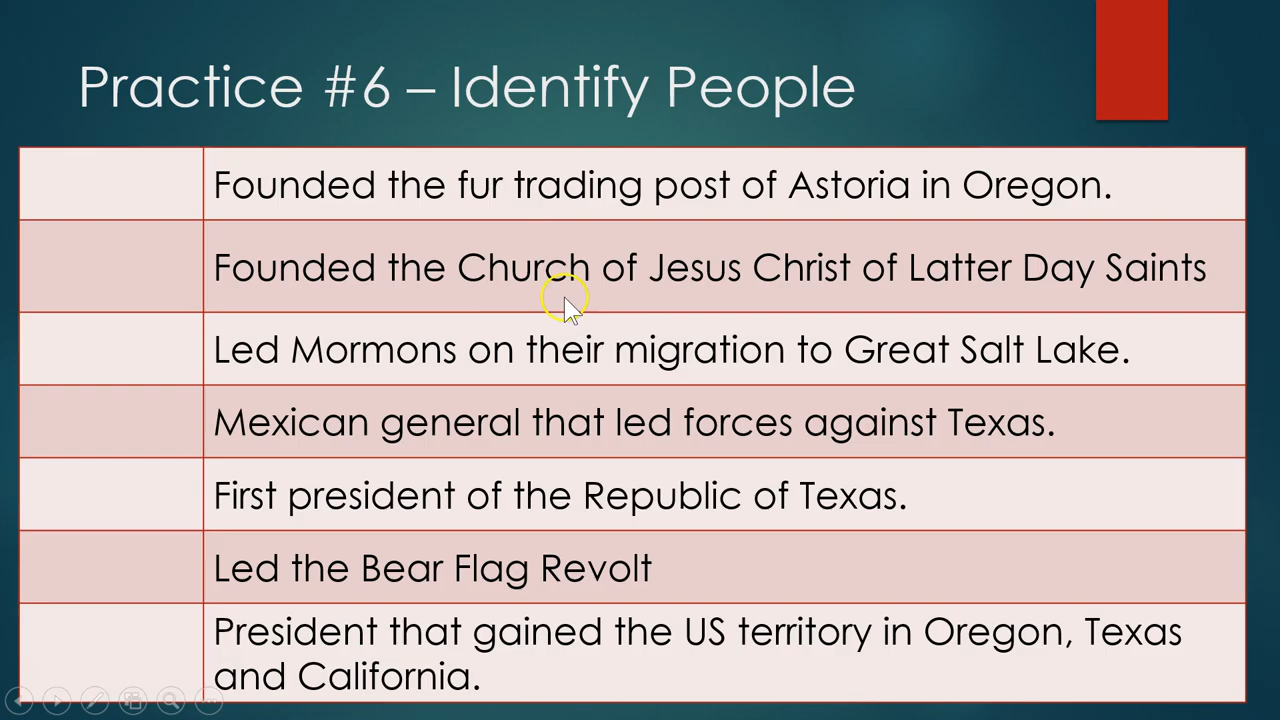 Practice #6 – Identify People
Founded the fur trading post of Astoria in Oregon.
Founded the Church of Jesus Christ of Latter Day Saints
Led Mormons on their migration to Great Salt Lake.
Mexican general that led forces against Texas.
First president of the Republic of Texas.
Led the Bear Flag Revolt
President that gained the US territory in Oregon, Texas
and California.